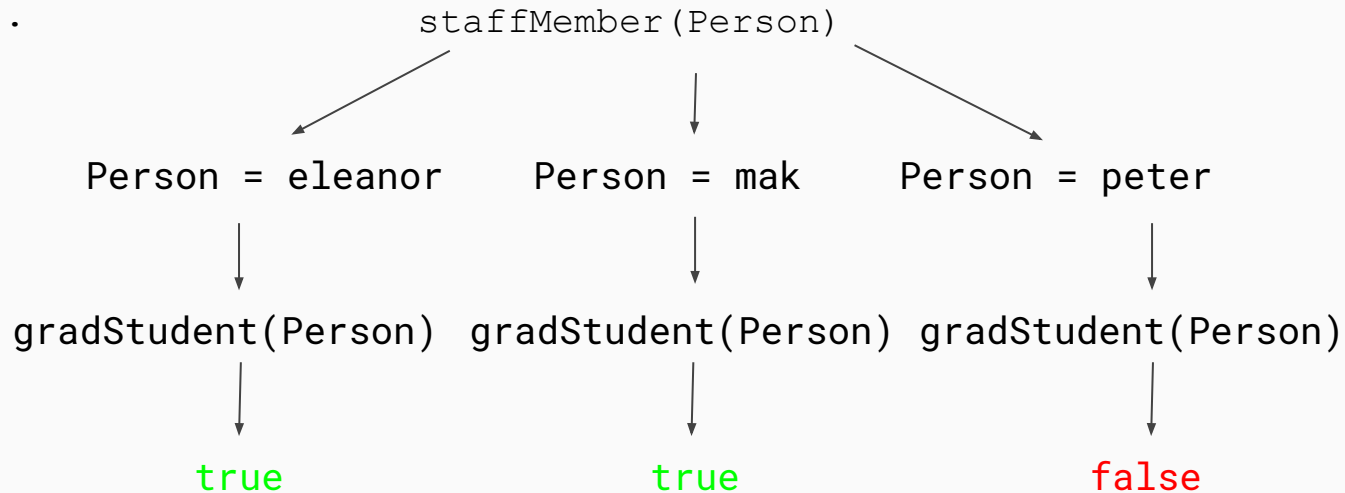 . staffMember(Person)
Person = eleanor Person = mak Person = peter
gradStudent(Person) gradStudent(Person) gradStudent(Person)
true true false